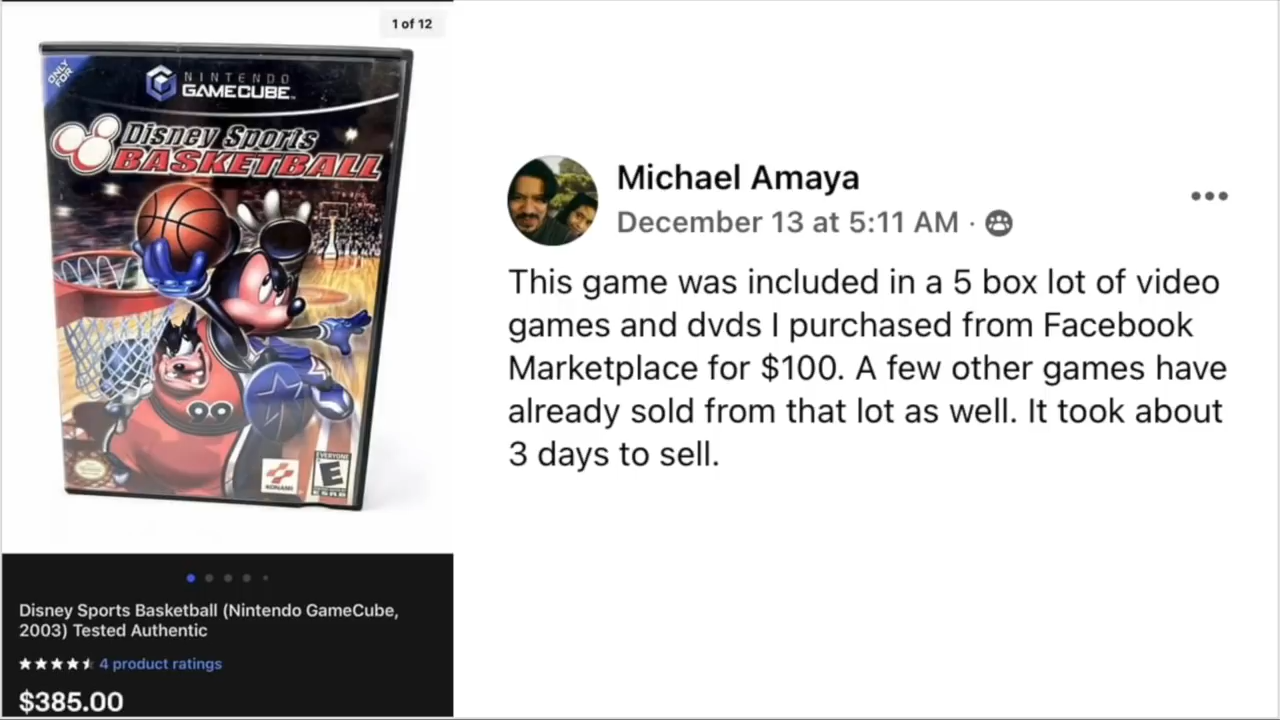 1 of 12
ONLY
FOR
NINTENDO
GAMECUBE™
Disney Sports
BASKETBALL
KONAMI
EVERYONE
E
ESRB
Disney Sports Basketball (Nintendo GameCube,
2003) Tested Authentic
4 product ratings
$385.00
Michael Amaya
December 13 at 5:11 AM ·
This game was included in a 5 box lot of video
games and dvds I purchased from Facebook
Marketplace for $100. A few other games have
already sold from that lot as well. It took about
3 days to sell.